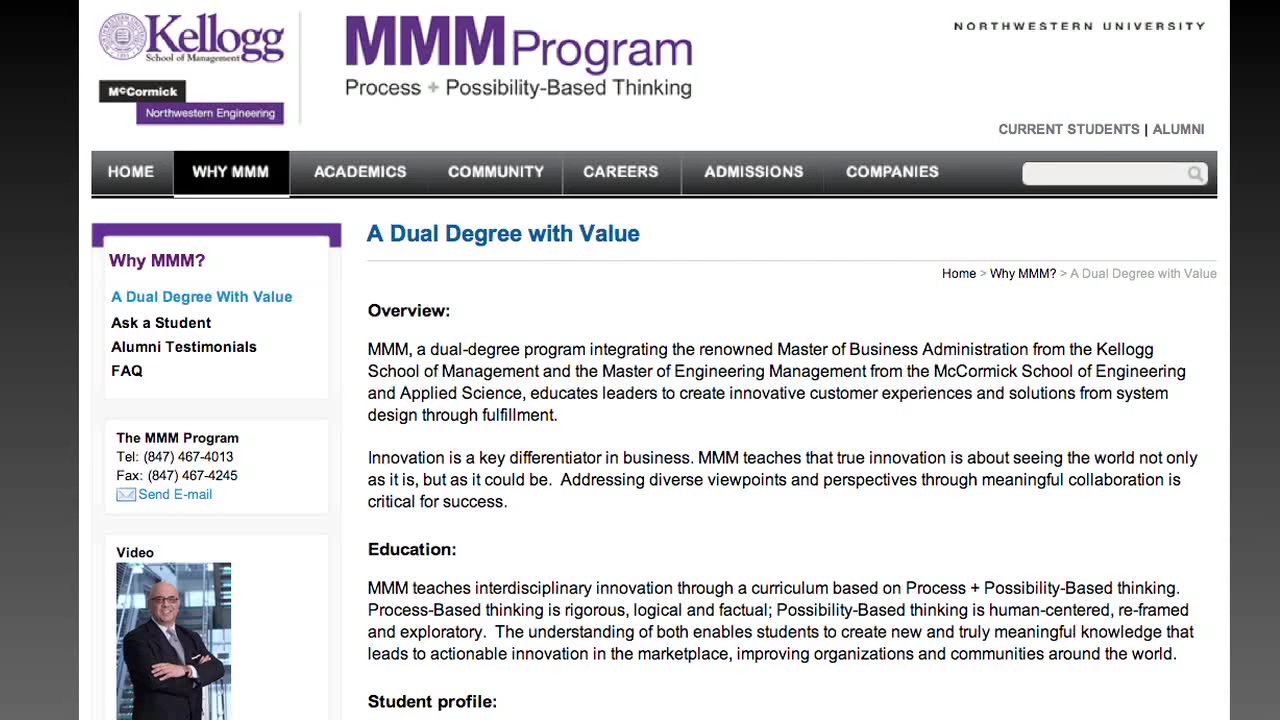 Kellogg
School of Management
McCormick
Northwestern Engineering
MMM Program
Process + Possibility-Based Thinking
NORTHWESTERN UNIVERSITY
CURRENT STUDENTS | ALUMNI
HOME WHY MMM ACADEMICS COMMUNITY CAREERS ADMISSIONS COMPANIES
Why MMM?
A Dual Degree With Value
Ask a Student
Alumni Testimonials
FAQ
The MMM Program
Tel: (847) 467-4013
Fax: (847) 467-4245
Send E-mail
Video
A Dual Degree with Value
Home > Why MMM? > A Dual Degree with Value
Overview:
MMM, a dual-degree program integrating the renowned Master of Business Administration from the Kellogg
School of Management and the Master of Engineering Management from the McCormick School of Engineering
and Applied Science, educates leaders to create innovative customer experiences and solutions from system
design through fulfillment.
Innovation is a key differentiator in business. MMM teaches that true innovation is about seeing the world not only
as it is, but as it could be. Addressing diverse viewpoints and perspectives through meaningful collaboration is
critical for success.
Education:
MMM teaches interdisciplinary innovation through a curriculum based on Process + Possibility-Based thinking.
Process-Based thinking is rigorous, logical and factual; Possibility-Based thinking is human-centered, re-framed
and exploratory. The understanding of both enables students to create new and truly meaningful knowledge that
leads to actionable innovation in the marketplace, improving organizations and communities around the world.
Student profile: